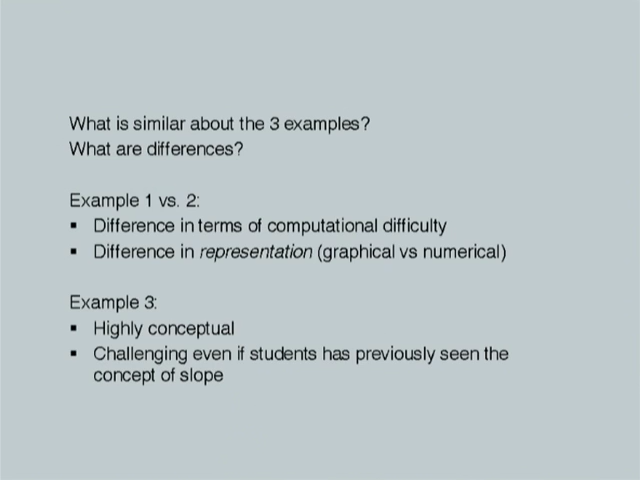 What is similar about the 3 examples?
What are differences?
Example 1 vs. 2:
▪ Difference in terms of computational difficulty
▪ Difference in representation (graphical vs numerical)
Example 3:
▪ Highly conceptual
▪ Challenging even if students has previously seen the
concept of slope